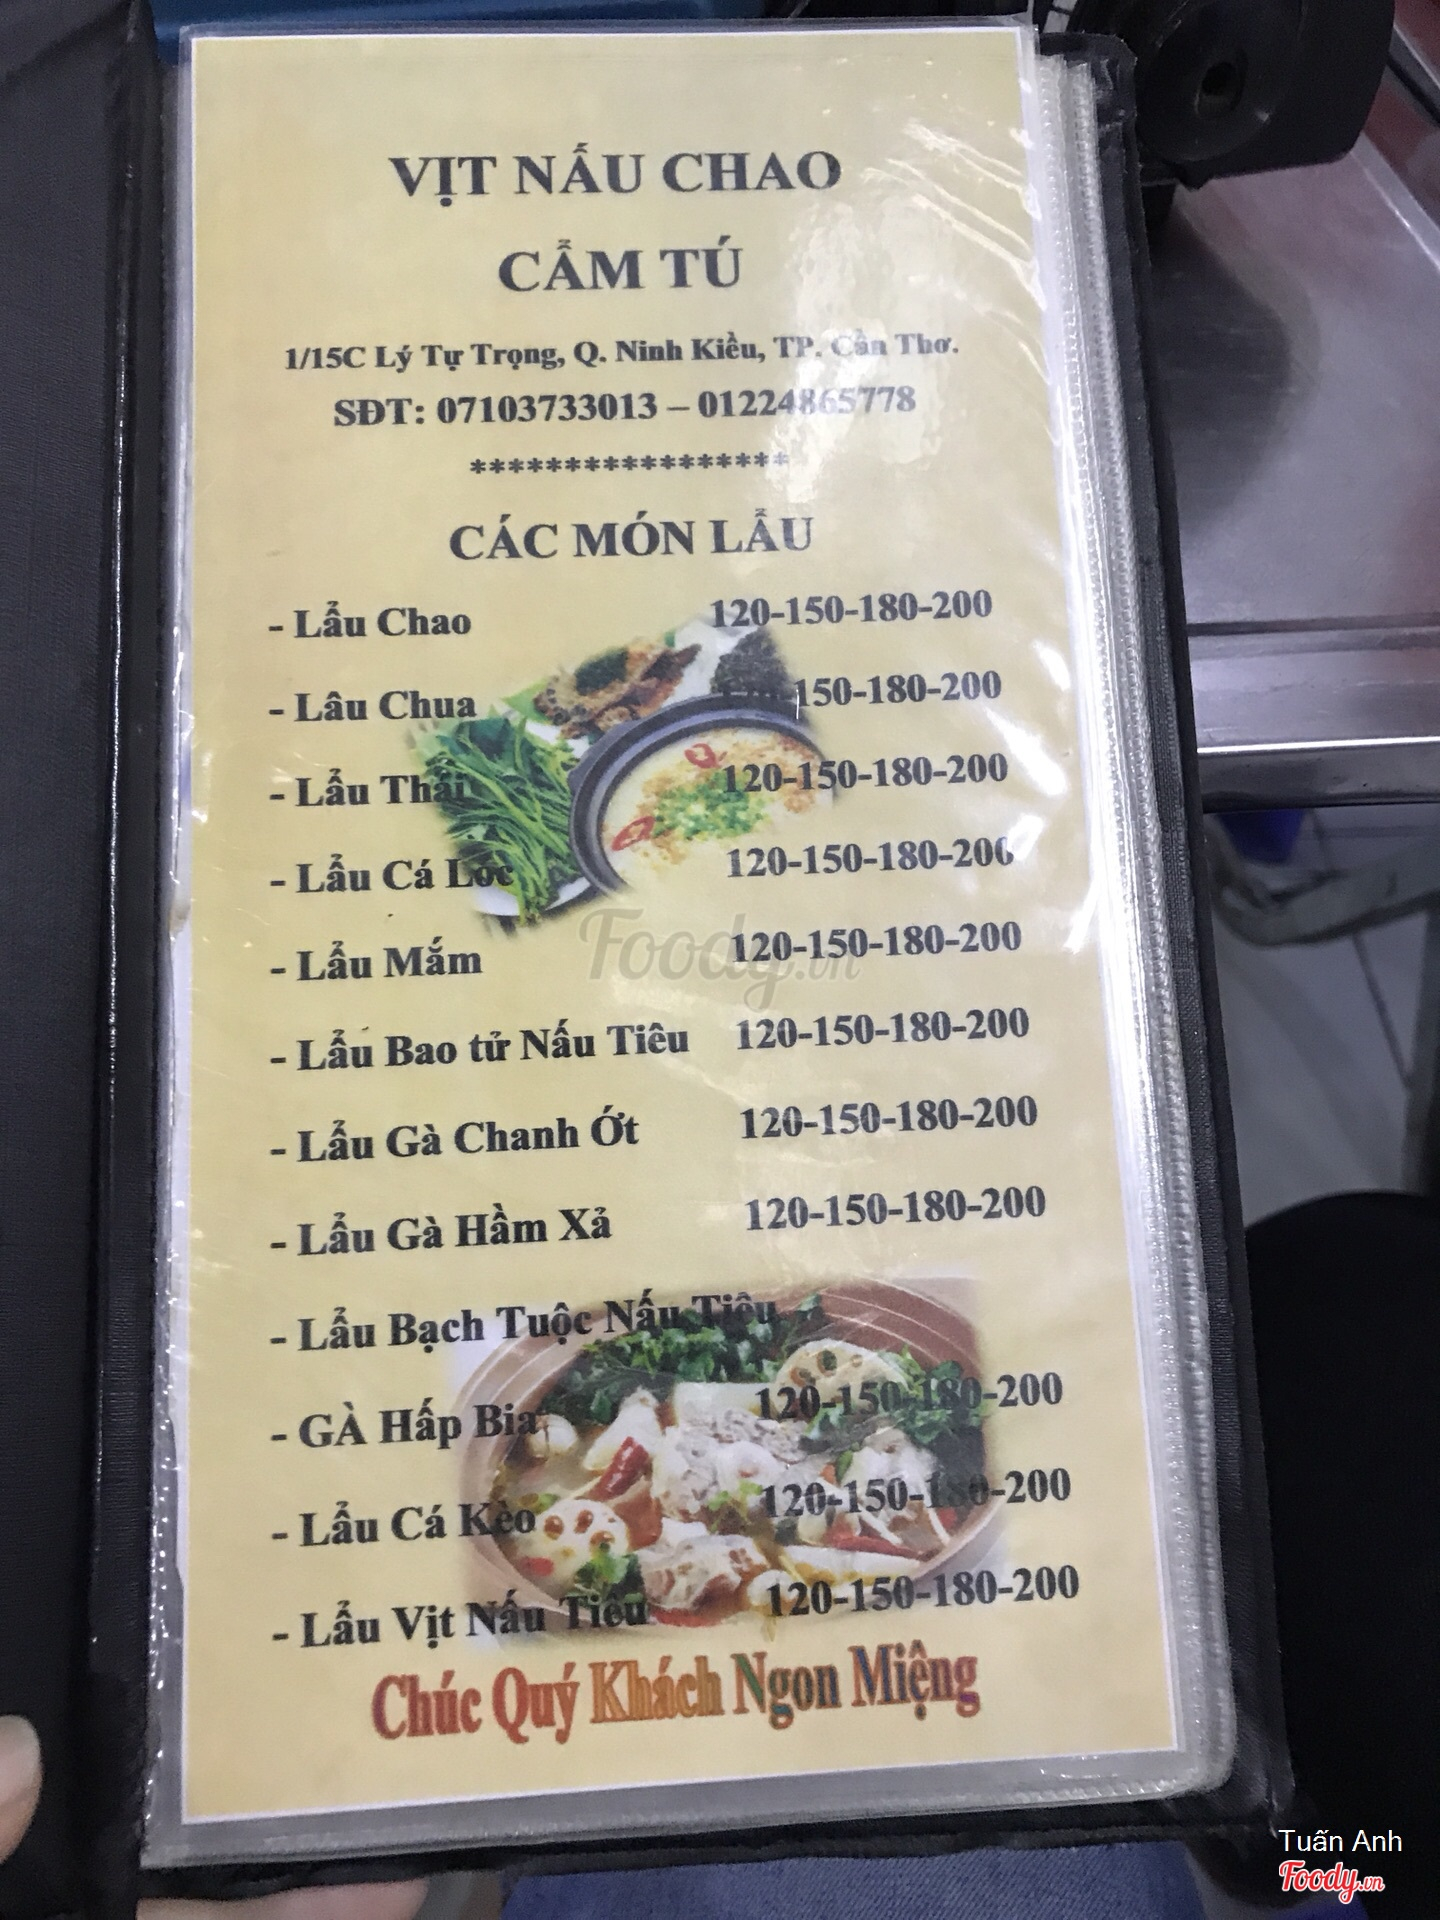 VỊT NẤU CHAO
CẨM TÚ
1/15C Lý Tự Trọng, Q. Ninh Kiều, TP. Cần Thơ.
SĐT: 07103733013 – 01224865778
*****************
CÁC MÓN LẨU
- Lẩu Chao 120-150-180-200
- Lâu Chua 120-150-180-200
- Lẩu Thái 120-150-180-200
- Lẩu Cá Lóc 120-150-180-200
- Lẩu Mắm 120-150-180-200
- Lẩu Bao tử Nấu Tiêu 120-150-180-200
- Lẩu Gà Chanh Ớt 120-150-180-200
- Lẩu Gà Hầm Xả 120-150-180-200
- Lẩu Bạch Tuộc Nấu Tiêu
- GÀ Hấp Bia 120-150-180-200
- Lẩu Cá Kèo 120-150-180-200
- Lẩu Vịt Nấu Tiêu 120-150-180-200
Chúc Quý Khách Ngon Miệng
Foody.vn
Tuấn Anh
Foody.vn